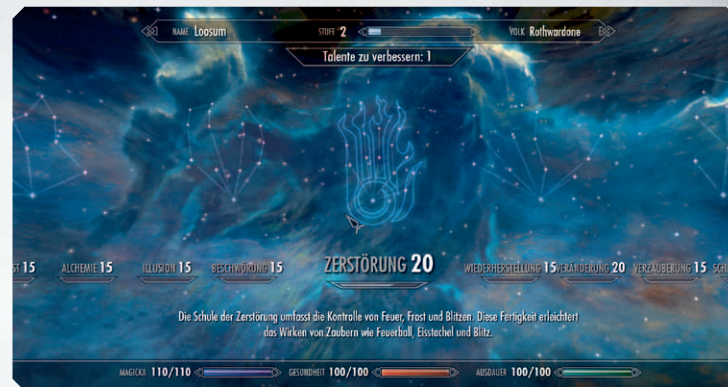 NAME Loosum STUFE 2 VOLK Rothwardone
Talente zu verbessern: 1
ST 15 ALCHEMIE 15 ILLUSION 15 BESCHWÖRUNG 15 ZERSTÖRUNG 20 WIEDERHERSTELLUNG 15 VERÄNDERUNG 20 VERZAUBERUNG 15 SCH
Die Schule der Zerstörung umfasst die Kontrolle von Feuer, Frost und Blitzen. Diese Fertigkeit erleichtert
das Wirken von Zaubern wie Feuerball, Eisstachel und Blitz.
MAGICKA 110/110 GESUNDHEIT 100/100 AUSDAUER 100/100